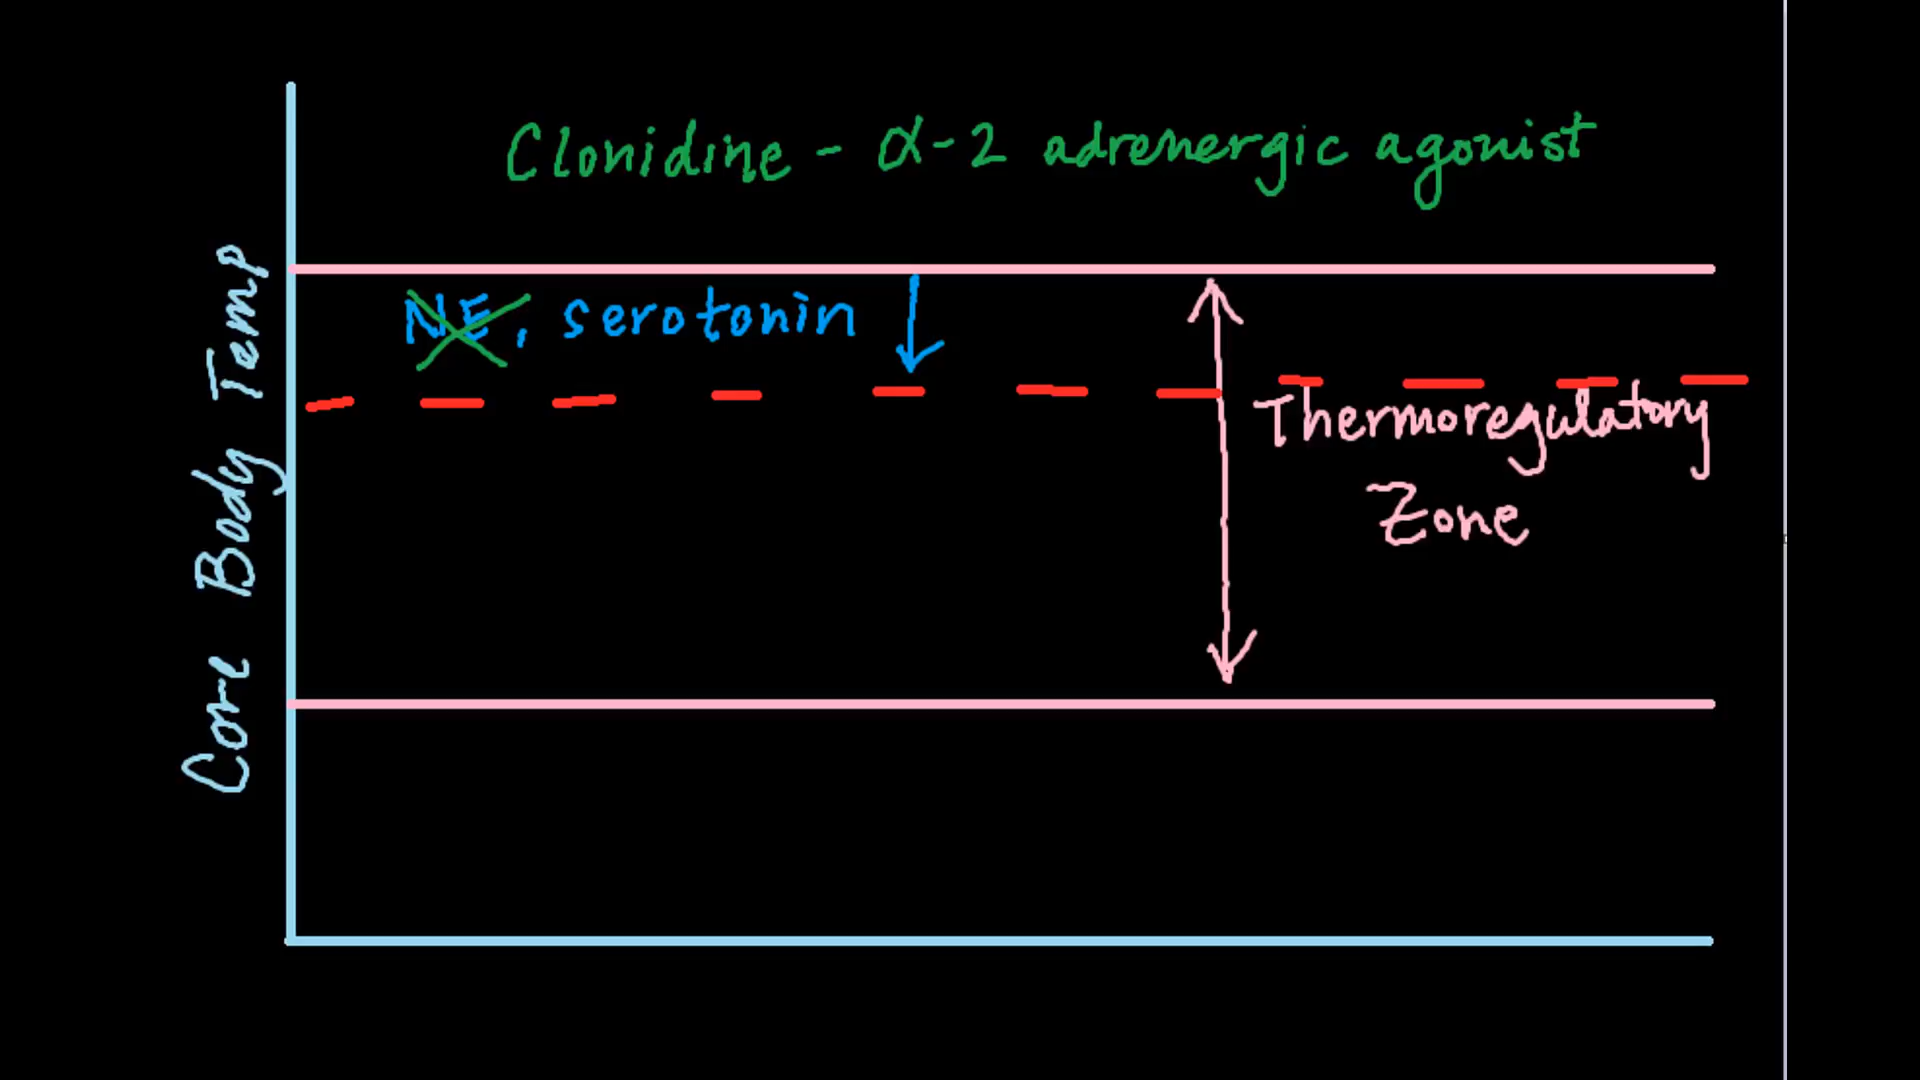 Clonidine - α-2 adrenergic agonist
NE, serotonin
Thermoregulatory
Zone
Core Body Temp